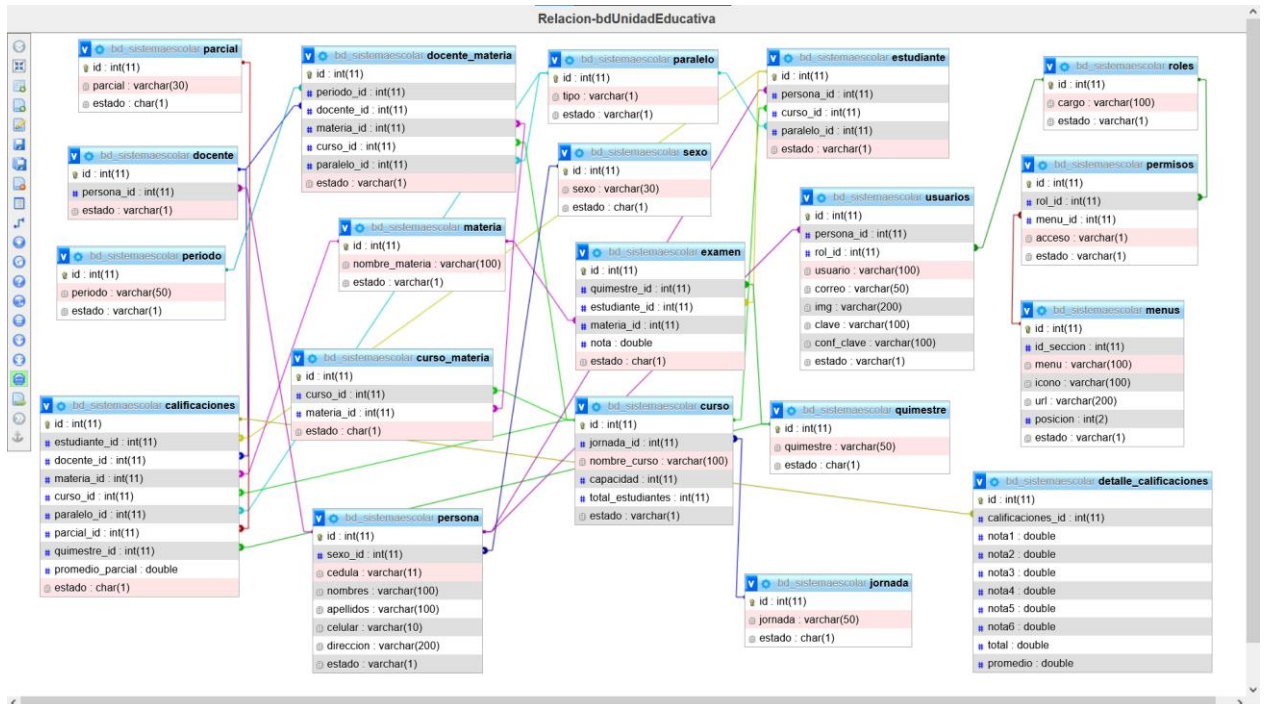 Relacion-bdUnidadEducativa
bd_sistemaescolar parcial
id : int(11)
parcial : varchar(30)
estado : char(1)
bd_sistemaescolar docente_materia
id : int(11)
periodo_id : int(11)
docente_id : int(11)
materia_id : int(11)
curso_id : int(11)
paralelo_id : int(11)
estado : varchar(1)
bd_sistemaescolar paralelo
id : int(11)
tipo : varchar(1)
estado : varchar(1)
bd_sistemaescolar estudiante
id : int(11)
persona_id : int(11)
curso_id : int(11)
paralelo_id : int(11)
estado : varchar(1)
bd_sistemaescolar roles
id : int(11)
cargo : varchar(100)
estado : varchar(1)
bd_sistemaescolar docente
id : int(11)
persona_id : int(11)
estado : varchar(1)
bd_sistemaescolar sexo
id : int(11)
sexo : varchar(30)
estado : char(1)
bd_sistemaescolar permisos
id : int(11)
rol_id : int(11)
menu_id : int(11)
acceso : varchar(1)
estado : varchar(1)
bd_sistemaescolar usuarios
id : int(11)
persona_id : int(11)
rol_id : int(11)
usuario : varchar(100)
correo : varchar(50)
img : varchar(200)
clave : varchar(100)
conf_clave : varchar(100)
estado : varchar(1)
bd_sistemaescolar periodo
id : int(11)
periodo : varchar(50)
estado : varchar(1)
bd_sistemaescolar materia
id : int(11)
nombre_materia : varchar(100)
estado : varchar(1)
bd_sistemaescolar examen
id : int(11)
quimestre_id : int(11)
estudiante_id : int(11)
materia_id : int(11)
nota : double
estado : char(1)
bd_sistemaescolar menus
id : int(11)
id_seccion : int(11)
menu : varchar(100)
icono : varchar(100)
url : varchar(200)
posicion : int(2)
estado : varchar(1)
bd_sistemaescolar curso_materia
id : int(11)
curso_id : int(11)
materia_id : int(11)
estado : char(1)
bd_sistemaescolar calificaciones
id : int(11)
estudiante_id : int(11)
docente_id : int(11)
materia_id : int(11)
curso_id : int(11)
paralelo_id : int(11)
parcial_id : int(11)
quimestre_id : int(11)
promedio_parcial : double
estado : char(1)
bd_sistemaescolar curso
id : int(11)
jornada_id : int(11)
nombre_curso : varchar(100)
capacidad : int(11)
total_estudiantes : int(11)
estado : varchar(1)
bd_sistemaescolar quimestre
id : int(11)
quimestre : varchar(50)
estado : char(1)
bd_sistemaescolar persona
id : int(11)
sexo_id : int(11)
cedula : varchar(11)
nombres : varchar(100)
apellidos : varchar(100)
celular : varchar(10)
direccion : varchar(200)
estado : varchar(1)
bd_sistemaescolar detalle_calificaciones
id : int(11)
calificaciones_id : int(11)
nota1 : double
nota2 : double
nota3 : double
nota4 : double
nota5 : double
nota6 : double
total : double
promedio : double
bd_sistemaescolar jornada
id : int(11)
jornada : varchar(50)
estado : char(1)